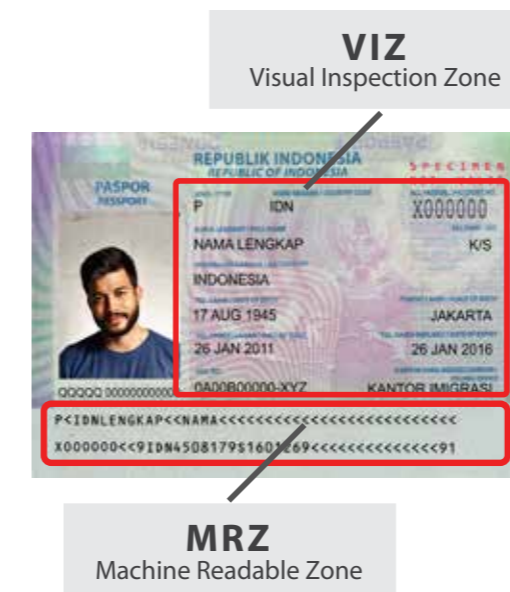 VIZ
Visual Inspection Zone
REPUBLIK INDONESIA
REPUBLIC OF INDONESIA
SPECIMEN
PASPOR
PASSPORT
P IDN X000000
NAMA LENGKAP K/S
INDONESIA
17 AUG 1945 JAKARTA
26 JAN 2011 26 JAN 2016
0A00B00000-XYZ KANTOR IMIGRASI
P<IDNLENGKAP<<NAMA<<<<<<<<<<<<<<<<<<<<<<<<<<
X000000<<9IDN4508179S1601269<<<<<<<<<<<<<<91
MRZ
Machine Readable Zone